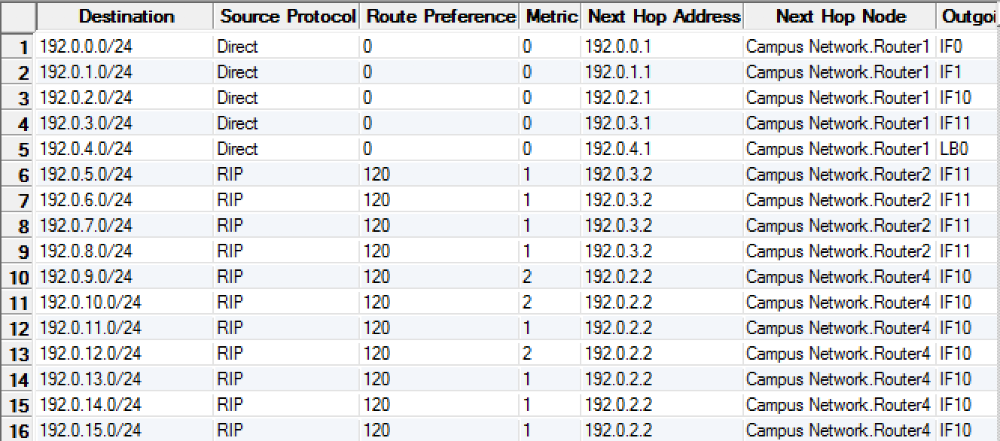 Destination Source Protocol Route Preference Metric Next Hop Address Next Hop Node Outgoi
1 192.0.0.0/24 Direct 0 0 192.0.0.1 Campus Network.Router1 IF0
2 192.0.1.0/24 Direct 0 0 192.0.1.1 Campus Network.Router1 IF1
3 192.0.2.0/24 Direct 0 0 192.0.2.1 Campus Network.Router1 IF10
4 192.0.3.0/24 Direct 0 0 192.0.3.1 Campus Network.Router1 IF11
5 192.0.4.0/24 Direct 0 0 192.0.4.1 Campus Network.Router1 LB0
6 192.0.5.0/24 RIP 120 1 192.0.3.2 Campus Network.Router2 IF11
7 192.0.6.0/24 RIP 120 1 192.0.3.2 Campus Network.Router2 IF11
8 192.0.7.0/24 RIP 120 1 192.0.3.2 Campus Network.Router2 IF11
9 192.0.8.0/24 RIP 120 1 192.0.3.2 Campus Network.Router2 IF11
10 192.0.9.0/24 RIP 120 2 192.0.2.2 Campus Network.Router4 IF10
11 192.0.10.0/24 RIP 120 2 192.0.2.2 Campus Network.Router4 IF10
12 192.0.11.0/24 RIP 120 1 192.0.2.2 Campus Network.Router4 IF10
13 192.0.12.0/24 RIP 120 2 192.0.2.2 Campus Network.Router4 IF10
14 192.0.13.0/24 RIP 120 1 192.0.2.2 Campus Network.Router4 IF10
15 192.0.14.0/24 RIP 120 1 192.0.2.2 Campus Network.Router4 IF10
16 192.0.15.0/24 RIP 120 1 192.0.2.2 Campus Network.Router4 IF10